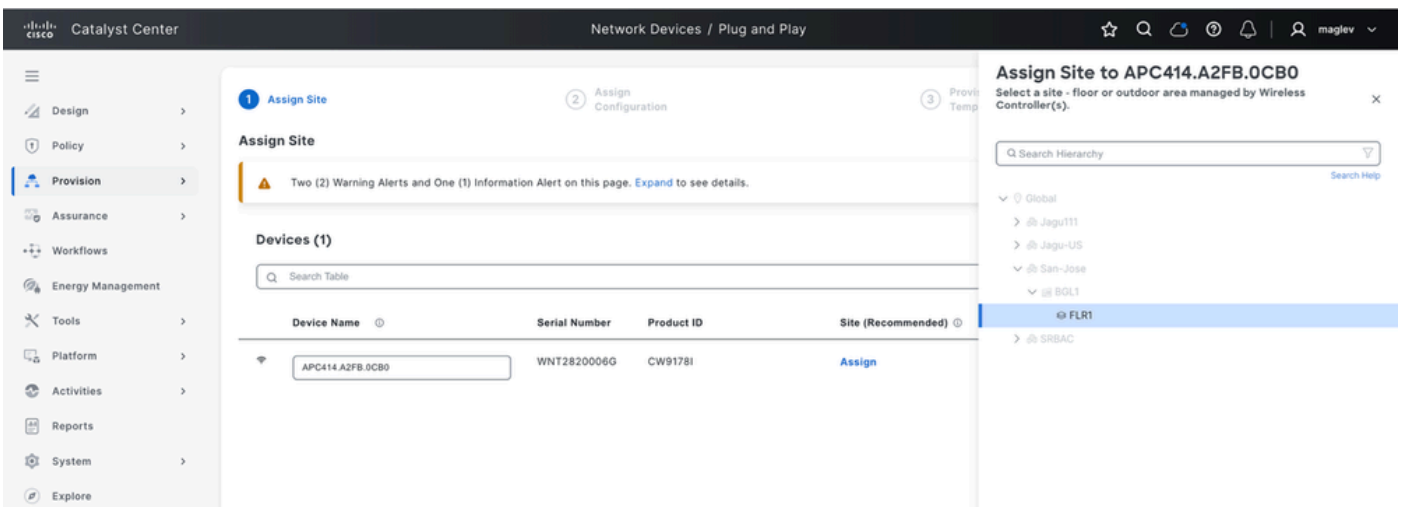 cisco Catalyst Center
Network Devices / Plug and Play
maglev
Design
Policy
Provision
Assurance
Workflows
Energy Management
Tools
Platform
Activities
Reports
System
Explore
1 Assign Site
2 Assign
Configuration
3 Provis
Temp
Assign Site
Two (2) Warning Alerts and One (1) Information Alert on this page. Expand to see details.
Devices (1)
Search Table
Device Name Serial Number Product ID Site (Recommended)
APC414.A2FB.0CB0 WNT2820006G CW9178I Assign
Assign Site to APC414.A2FB.0CB0
Select a site - floor or outdoor area managed by Wireless
Controller(s).
Search Hierarchy
Search Help
Global
Jagu111
Jagu-US
San-Jose
BGL1
FLR1
SRBAC